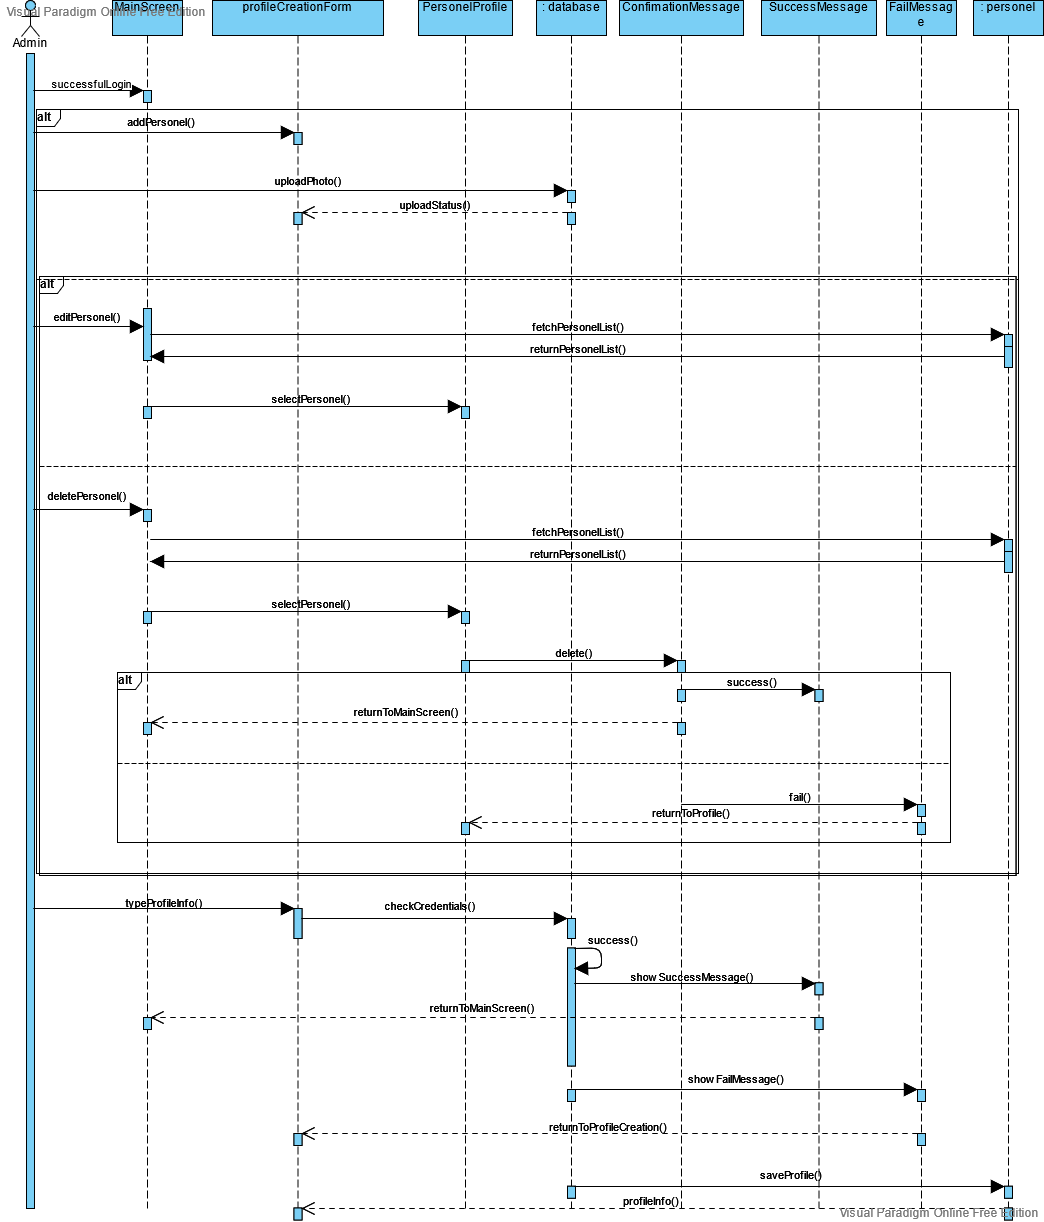 Visual Paradigm Online Free Edition
MainScreen
profileCreationForm
PersonelProfile
: database
ConfimationMessage
SuccessMessage
FailMessag
e
: personel
Admin
successfulLogin
alt
addPersonel()
uploadPhoto()
uploadStatus()
alt
editPersonel()
fetchPersonelList()
returnPersonelList()
selectPersonel()
deletePersonel()
fetchPersonelList()
returnPersonelList()
selectPersonel()
delete()
alt
success()
returnToMainScreen()
fail()
returnToProfile()
typeProfileInfo()
checkCredentials()
success()
show SuccessMessage()
returnToMainScreen()
show FailMessage()
returnToProfileCreation()
saveProfile()
profileInfo()
Visual Paradigm Online Free Edition